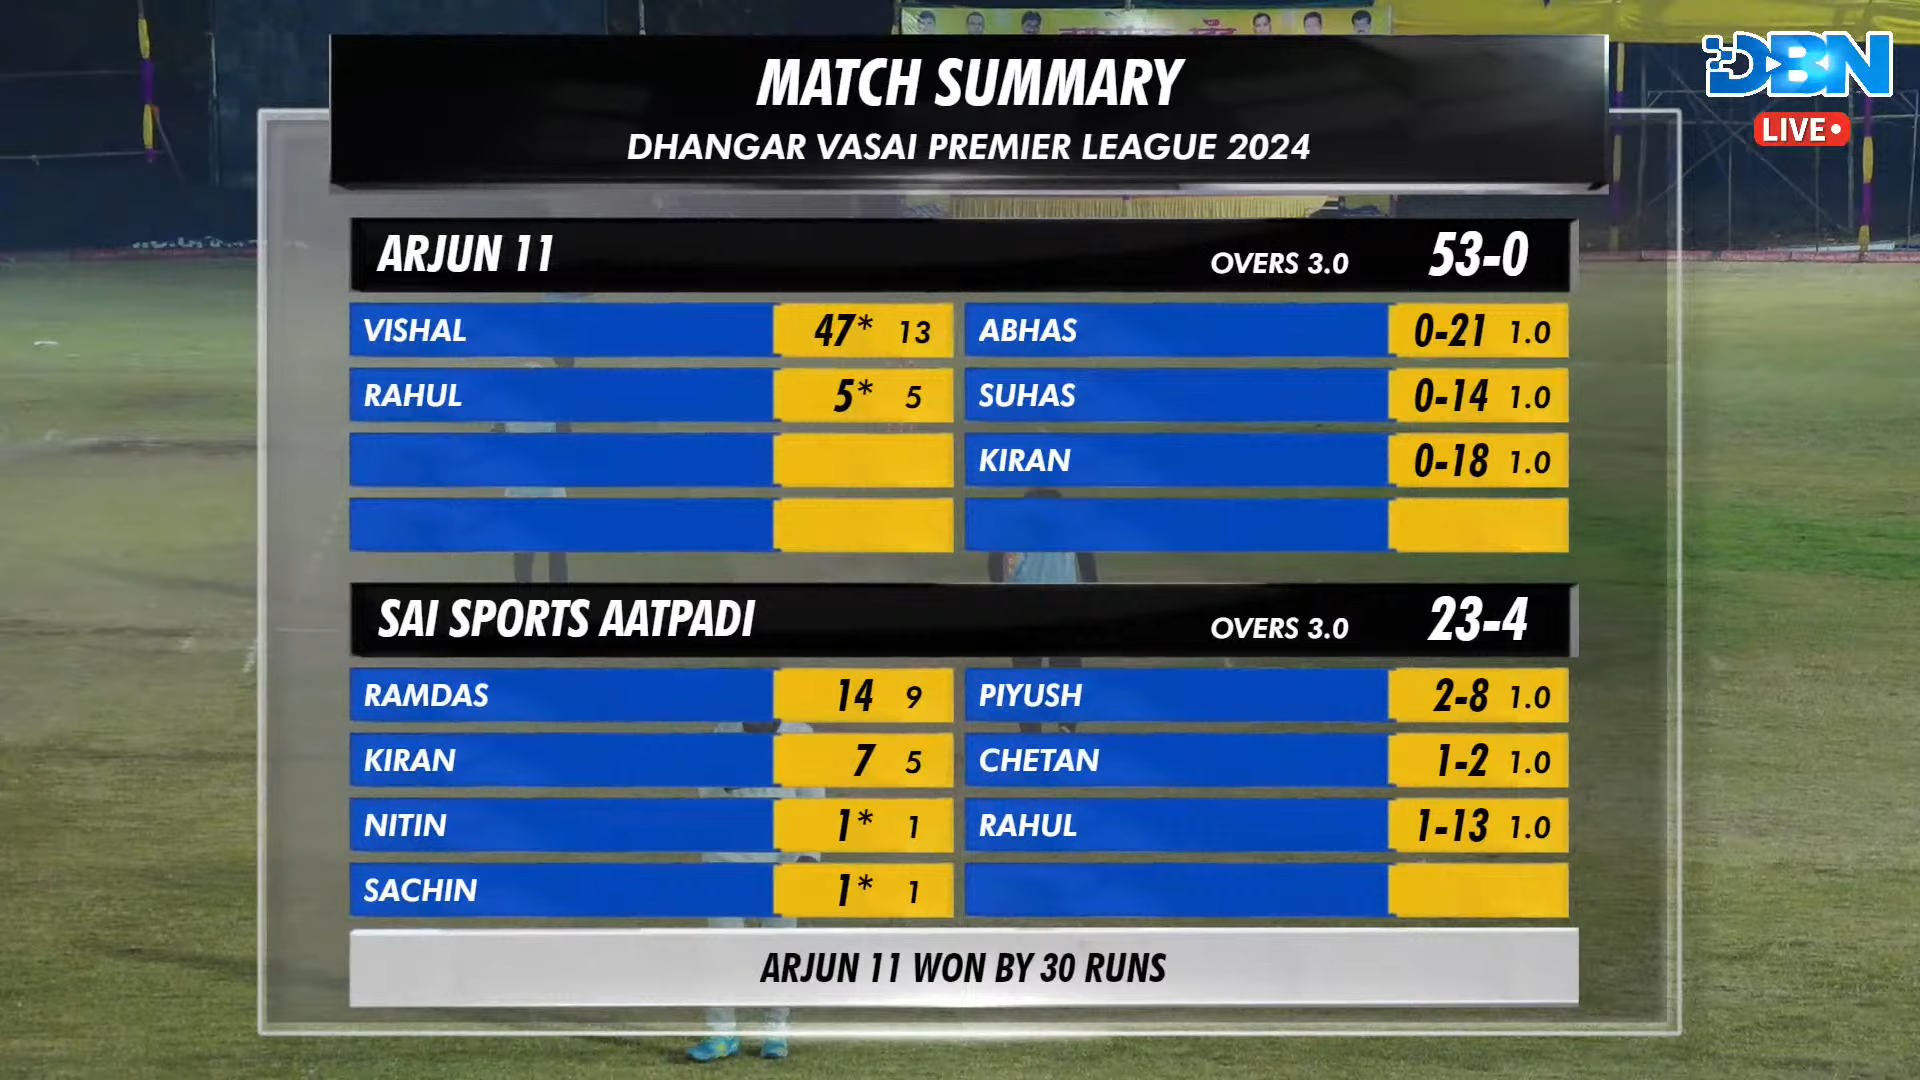 DBN
LIVE
MATCH SUMMARY
DHANGAR VASAI PREMIER LEAGUE 2024
ARJUN 11 OVERS 3.0 53-0
VISHAL 47* 13 ABHAS 0-21 1.0
RAHUL 5* 5 SUHAS 0-14 1.0
KIRAN 0-18 1.0
SAI SPORTS AATPADI OVERS 3.0 23-4
RAMDAS 14 9 PIYUSH 2-8 1.0
KIRAN 7 5 CHETAN 1-2 1.0
NITIN 1* 1 RAHUL 1-13 1.0
SACHIN 1* 1
ARJUN 11 WON BY 30 RUNS